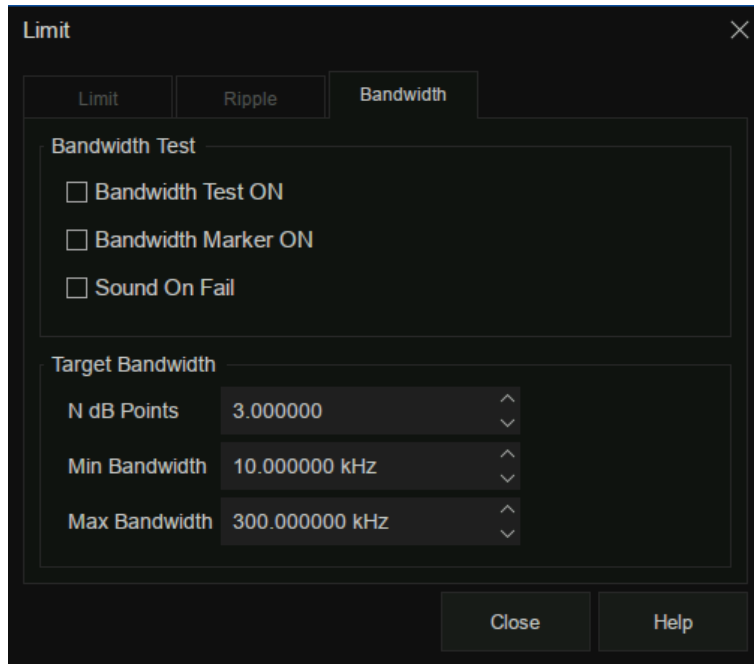 Limit
Limit Ripple Bandwidth
Bandwidth Test
Bandwidth Test ON
Bandwidth Marker ON
Sound On Fail
Target Bandwidth
N dB Points 3.000000
Min Bandwidth 10.000000 kHz
Max Bandwidth 300.000000 kHz
Close Help